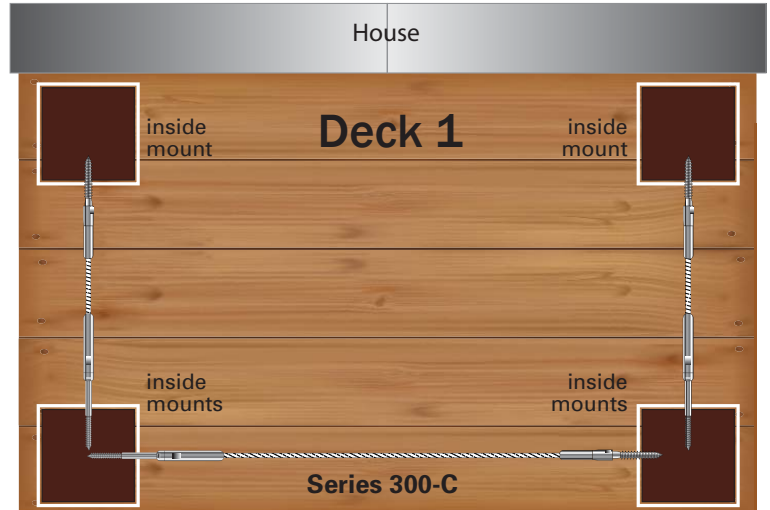 House
Deck 1
inside
mount
inside
mount
inside
mounts
inside
mounts
Series 300-C